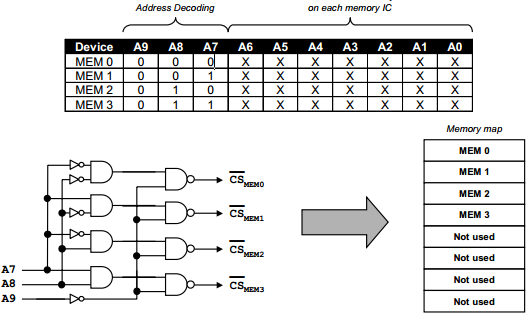 Address Decoding
on each memory IC
Device A9 A8 A7 A6 A5 A4 A3 A2 A1 A0
MEM 0 0 0 0 X X X X X X X
MEM 1 0 0 1 X X X X X X X
MEM 2 0 1 0 X X X X X X X
MEM 3 0 1 1 X X X X X X X
Memory map
MEM 0
MEM 1
MEM 2
MEM 3
Not used
Not used
Not used
Not used
CSMEM0
CSMEM1
CSMEM2
CSMEM3
A7
A8
A9